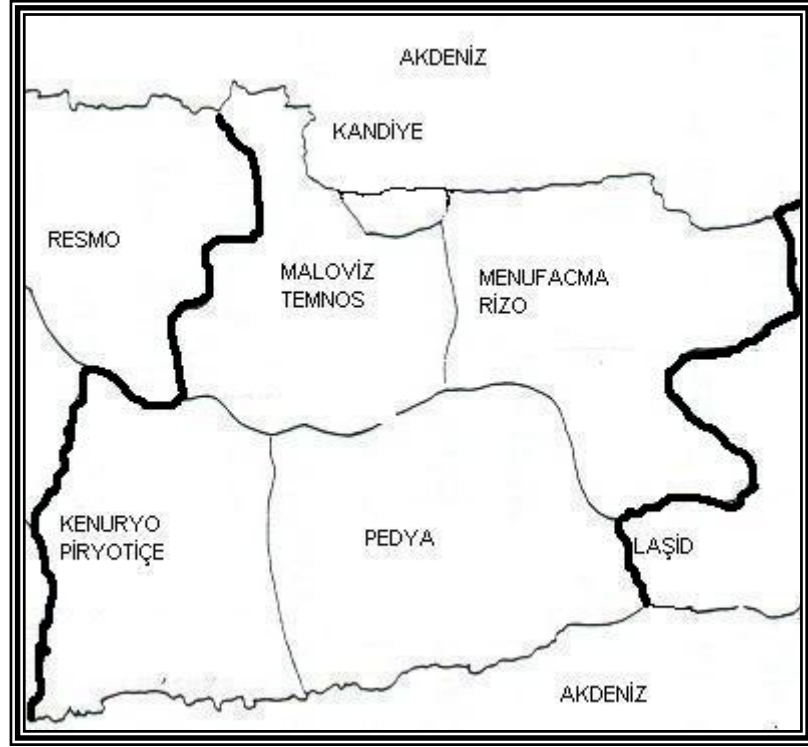 AKDENİZ
KANDİYE
RESMO
MALOVİZ
TEMNOS
MENUFACMA
RİZO
KENURYO
PİRYOTİÇE
PEDYA
LAŞİD
AKDENİZ